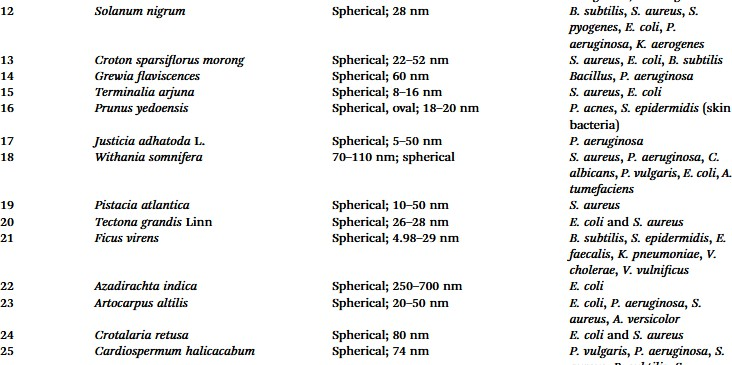 12 Solanum nigrum Spherical; 28 nm B. subtilis, S. aureus, S.
pyogenes, E. coli, P.
aeruginosa, K. aerogenes
13 Croton sparsiflorus morong Spherical; 22–52 nm S. aureus, E. coli, B. subtilis
14 Grewia flaviscences Spherical; 60 nm Bacillus, P. aeruginosa
15 Terminalia arjuna Spherical; 8–16 nm S. aureus, E. coli
16 Prunus yedoensis Spherical, oval; 18–20 nm P. acnes, S. epidermidis (skin
bacteria)
17 Justicia adhatoda L. Spherical; 5–50 nm P. aeruginosa
18 Withania somnifera 70–110 nm; spherical S. aureus, P. aeruginosa, C.
albicans, P. vulgaris, E. coli, A.
tumefaciens
19 Pistacia atlantica Spherical; 10–50 nm S. aureus
20 Tectona grandis Linn Spherical; 26–28 nm E. coli and S. aureus
21 Ficus virens Spherical; 4.98–29 nm B. subtilis, S. epidermidis, E.
faecalis, K. pneumoniae, V.
cholerae, V. vulnificus
22 Azadirachta indica Spherical; 250–700 nm E. coli
23 Artocarpus altilis Spherical; 20–50 nm E. coli, P. aeruginosa, S.
aureus, A. versicolor
24 Crotalaria retusa Spherical; 80 nm E. coli and S. aureus
25 Cardiospermum halicacabum Spherical; 74 nm P. vulgaris, P. aeruginosa, S.